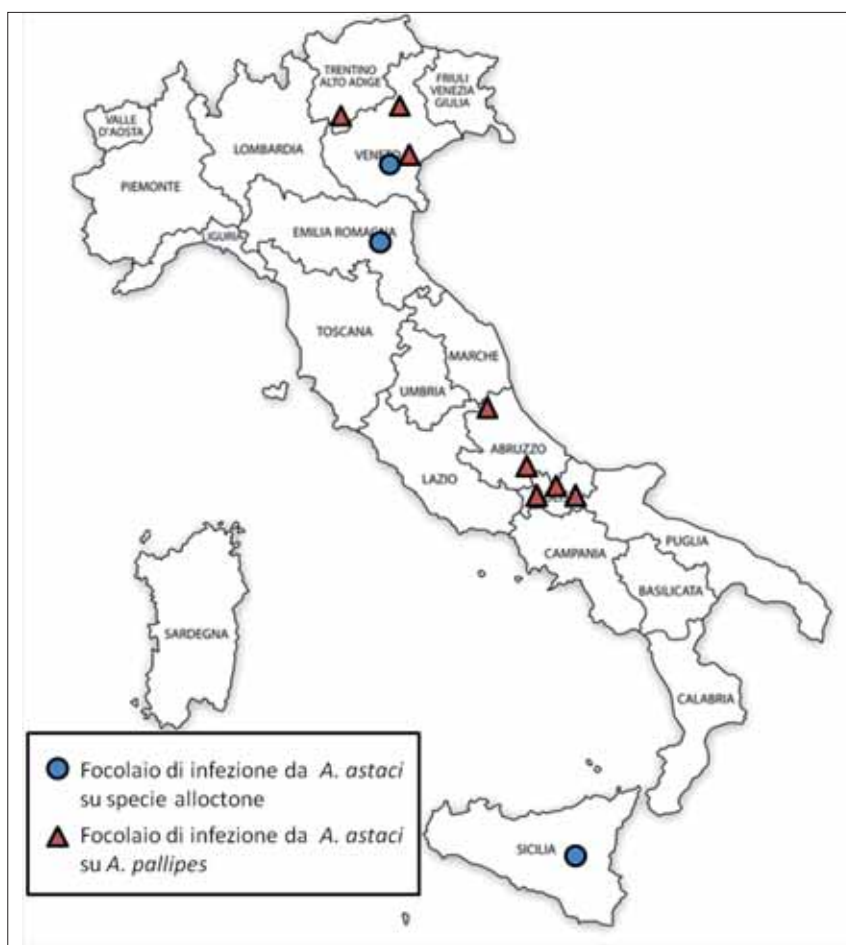 TRENTINO
ALTO ADIGE
FRIULI
VENEZIA
GIULIA
VALLE
D'AOSTA
LOMBARDIA
VENETO
PIEMONTE
EMILIA ROMAGNA
LIGURIA
TOSCANA
MARCHE
UMBRIA
ABRUZZO
LAZIO
PUGLIA
CAMPANIA
BASILICATA
SARDEGNA
CALABRIA
SICILIA
Focolaio di infezione da A. astaci
su specie alloctone
Focolaio di infezione da A. astaci
su A. pallipes